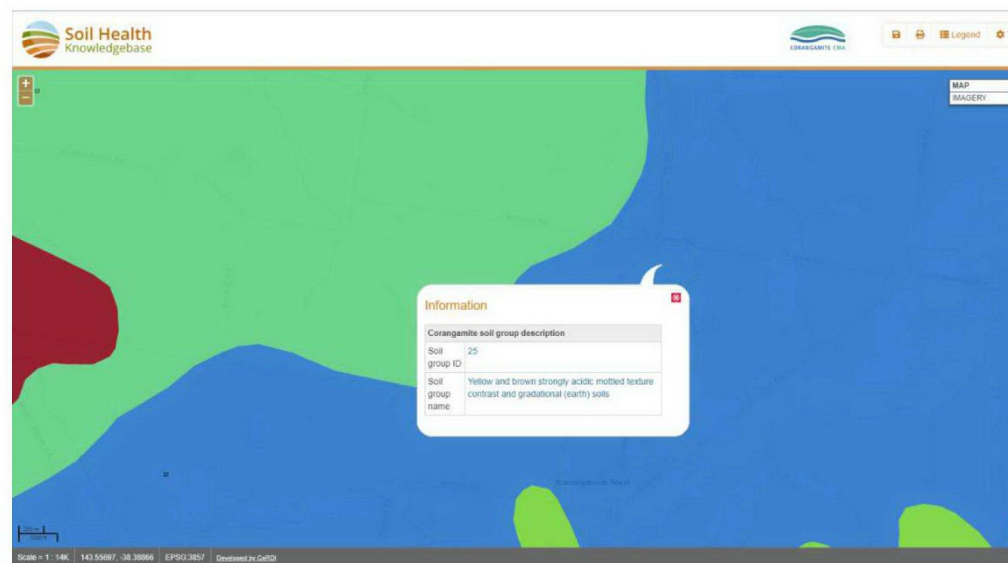 Soil Health
Knowledgebase
CORANGAMITE CMA
Legend
+
−
MAP
IMAGERY
Information
Corangamite soil group description
Soil group ID
25
Soil group name
Yellow and brown strongly acidic mottled texture
contrast and gradational (earth) soils
Scale = 1 : 14K
143.55697, -38.38866
EPSG:3857
Developed by CeRDI